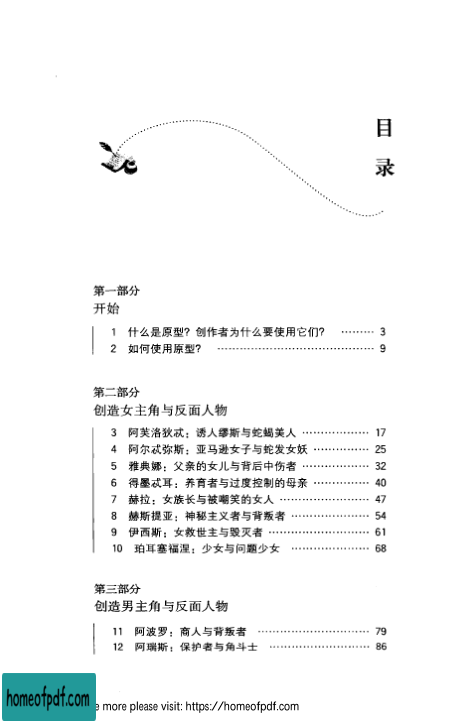 目
录
第一部分
开始
1 什么是原型？创作者为什么要使用它们？ ……… 3
2 如何使用原型？ ……………………………… 9
第二部分
创造女主角与反面人物
3 阿芙洛狄忒：诱人缪斯与蛇蝎美人 …………… 17
4 阿尔忒弥斯：亚马逊女子与蛇发女妖 ………… 25
5 雅典娜：父亲的女儿与背后中伤者 …………… 32
6 得墨忒耳：养育者与过度控制的母亲 ………… 40
7 赫拉：女族长与被嘲笑的女人 ………………… 47
8 赫斯提亚：神秘主义者与背叛者 ……………… 54
9 伊西斯：女救世主与毁灭者 …………………… 61
10 珀耳塞福涅：少女与问题少女 ……………… 68
第三部分
创造男主角与反面人物
11 阿波罗：商人与背叛者 ……………………… 79
12 阿瑞斯：保护者与角斗士 …………………… 86
homeofpdf.com
e more please visit: https://homeofpdf.com